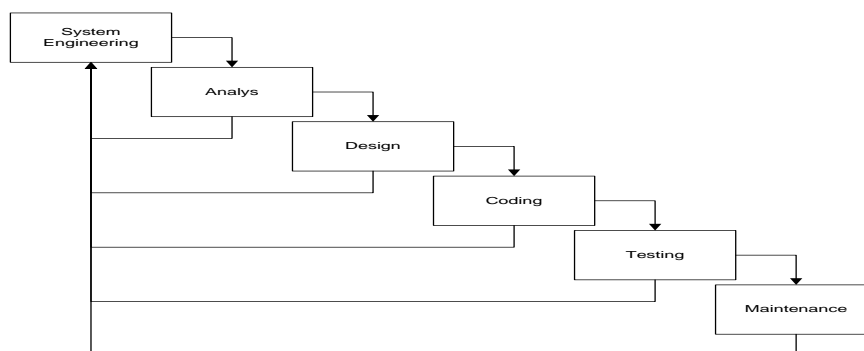 System
Engineering
Analys
Design
Coding
Testing
Maintenance